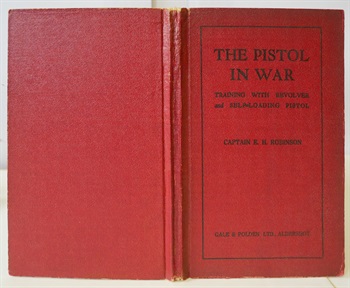 THE PISTOL
IN WAR
TRAINING WITH REVOLVER
and SELF-LOADING PISTOL
CAPTAIN E. H. ROBINSON
GALE & POLDEN LTD. ALDERSHOT